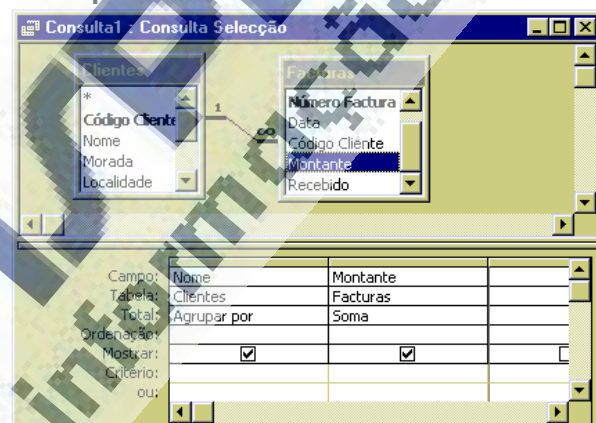 Consulta1 : Consulta Selecção
Clientes
*
Código Cliente
Nome
Morada
Localidade
1
∞
Facturas
Número Factura
Data
Código Cliente
Montante
Recebido
Campo: Nome Montante
Tabela: Clientes Facturas
Total: Agrupar por Soma
Ordenação:
Mostrar:
Critério:
ou: